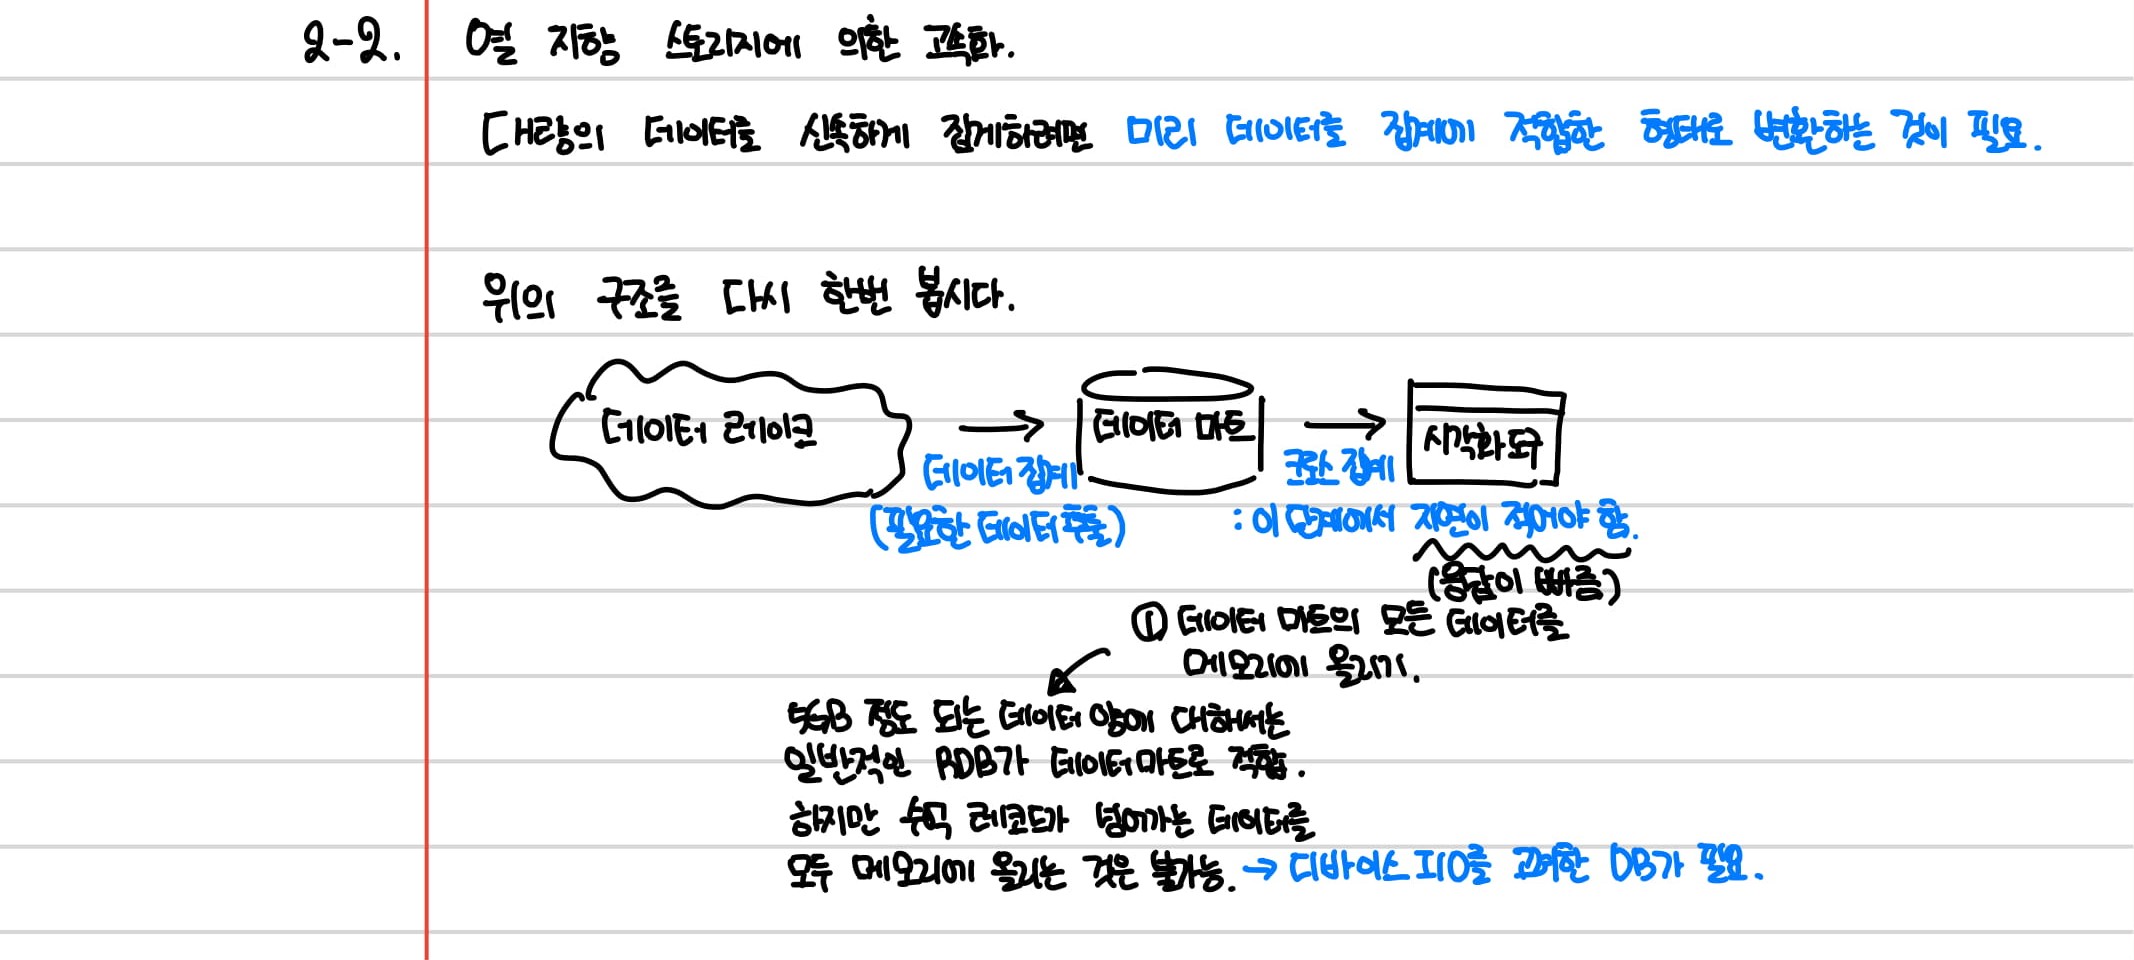 2-2. 열 지향 스토리지에 의한 고속화.
대량의 데이터를 신속하게 집계하려면 미리 데이터를 집계에 적합한 형태로 변환하는 것이 필요.
위의 구조를 다시 한번 봅시다.
데이터 레이크 → 데이터 마트 → 시각화 도구
데이터 집계 크로스 집계
(필요한 데이터 추출) : 이 단계에서 지연이 적어야 함.
(응답이 빠름)
① 데이터 마트의 모든 데이터를
메모리에 올리기.
5GB 정도 되는 데이터 양에 대해서는
일반적인 RDB가 데이터 마트로 적합.
하지만 수억 레코드가 넘어가는 데이터를
모두 메모리에 올리는 것은 불가능. → 디바이스 I/O를 고려한 DB가 필요.